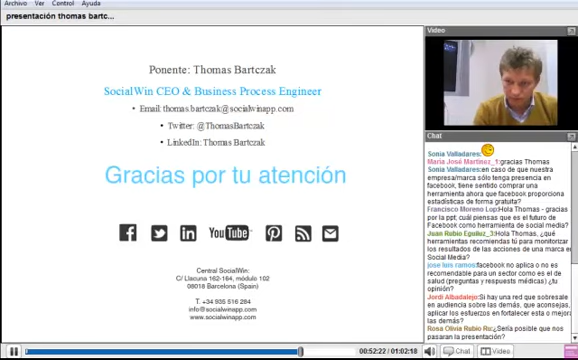 Archivo Ver Control Ayuda
presentación thomas bartc...
Ponente: Thomas Bartczak
SocialWin CEO & Business Process Engineer
• Email: thomas.bartczak@socialwinapp.com
• Twitter: @ThomasBartczak
• LinkedIn: Thomas Bartczak
Gracias por tu atención
You Tube
Central SocialWin:
C/ Llacuna 162-164, módulo 102
08018 Barcelona (Spain)
T. +34 935 516 284
info@socialwinapp.com
www.socialwinapp.com
Video
Chat
Sonia Valladares:
Maria José Martinez_1:gracias Thomas
Sonia Valladares:en caso de que nuestra
empresa/marca sólo tenga presencia en
facebook, tiene sentido comprar una
herramienta ahora que facebook proporciona
estadísticas de forma gratuita?
Francisco Moreno Lop:Hola Thomas - gracias
por la ppt; cuál piensas que es el futuro de
Facebook como herramienta de social media?
Juan Rubio Eguiluz_3:Hola Thomas, ¿qué
herramientas recomiendas tú para monitorizar
los resultados de las acciones de una marca en
Social Media?
jose luis ramos:facebook no aplica o no es
recomendable para un sector como es el de
salud (preguntas y respuestas médicas) ¿tu
opinión?
Jordi Albadalejo:Si hay una red que sobresale
en audiencia sobre las demás, que aconsejas,
aplicar los esfuerzos en fortalecer esta o mejorar
las demás?
Rosa Olivia Rubio Ro:¿Sería posible que nos
pasaran la presentación?
00:52:22 / 01:02:18
Chat
Video